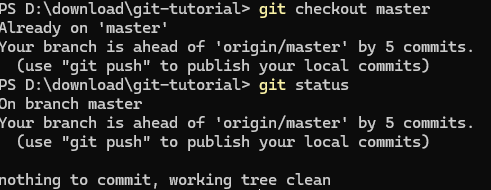 PS D:\download\git-tutorial> git checkout master
Already on 'master'
Your branch is ahead of 'origin/master' by 5 commits.
  (use "git push" to publish your local commits)
PS D:\download\git-tutorial> git status
On branch master
Your branch is ahead of 'origin/master' by 5 commits.
  (use "git push" to publish your local commits)

nothing to commit, working tree clean